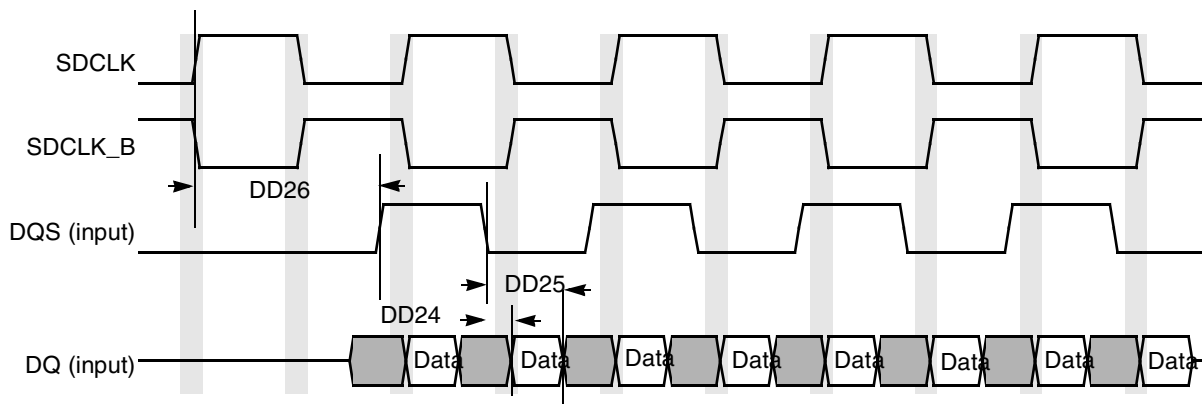 SDCLK
SDCLK_B
DD26
DQS (input)
DD25
DD24
DQ (input) Data Data Data Data Data Data Data Data